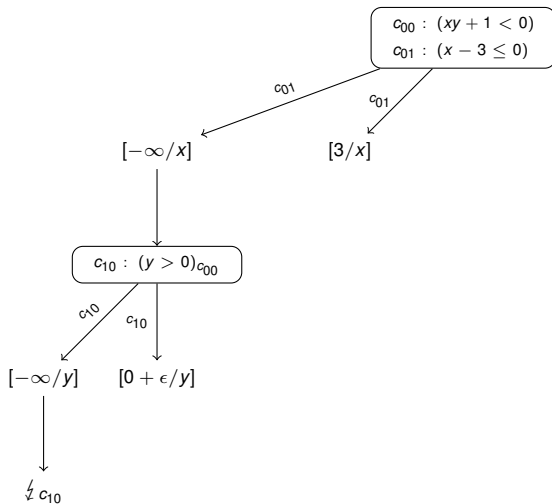 c₀₀ : (xy + 1 < 0)
c₀₁ : (x − 3 ≤ 0)
c₀₁
c₀₁
[−∞/x]
[3/x]
c₁₀ : (y > 0)c₀₀
c₁₀
c₁₀
[−∞/y]
[0 + ϵ/y]
↯ c₁₀